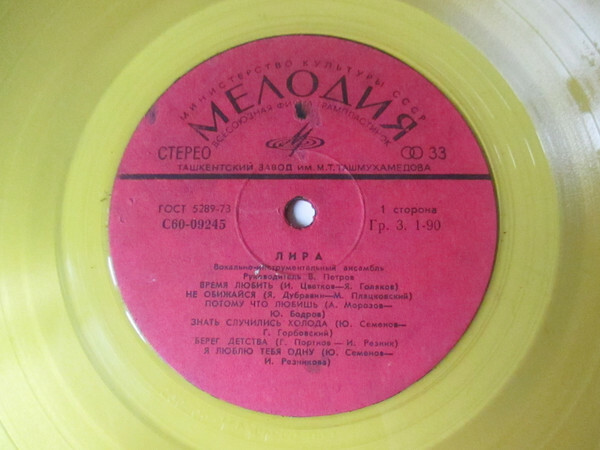 МИНИСТЕРСТВО КУЛЬТУРЫ СССР
МЕЛОДИЯ
ВСЕСОЮЗНАЯ ФИРМА ГРАМПЛАСТИНОК
СТЕРЕО
33
ТАШКЕНТСКИЙ ЗАВОД ИМ. М.Т.ТАШМУХАМЕДОВА
ГОСТ 5289-73
1 сторона
С60-09245
Гр. 3. 1-90
ЛИРА
Вокально-инструментальный ансамбль
Руководитель В. Петров
ВРЕМЯ ЛЮБИТЬ (И. Цветков—Я. Голяков)
НЕ ОБИЖАЙСЯ (Я. Дубравин—М. Пляцковский)
ПОТОМУ ЧТО ЛЮБИШЬ (А. Морозов—
Ю. Бодров)
ЗНАТЬ СЛУЧИЛИСЬ ХОЛОДА (Ю. Семенов—
Г. Горбовский)
БЕРЕГ ДЕТСТВА (Г. Портнов— И. Резник)
Я ЛЮБЛЮ ТЕБЯ ОДНУ (Ю. Семенов—
И. Резникова)